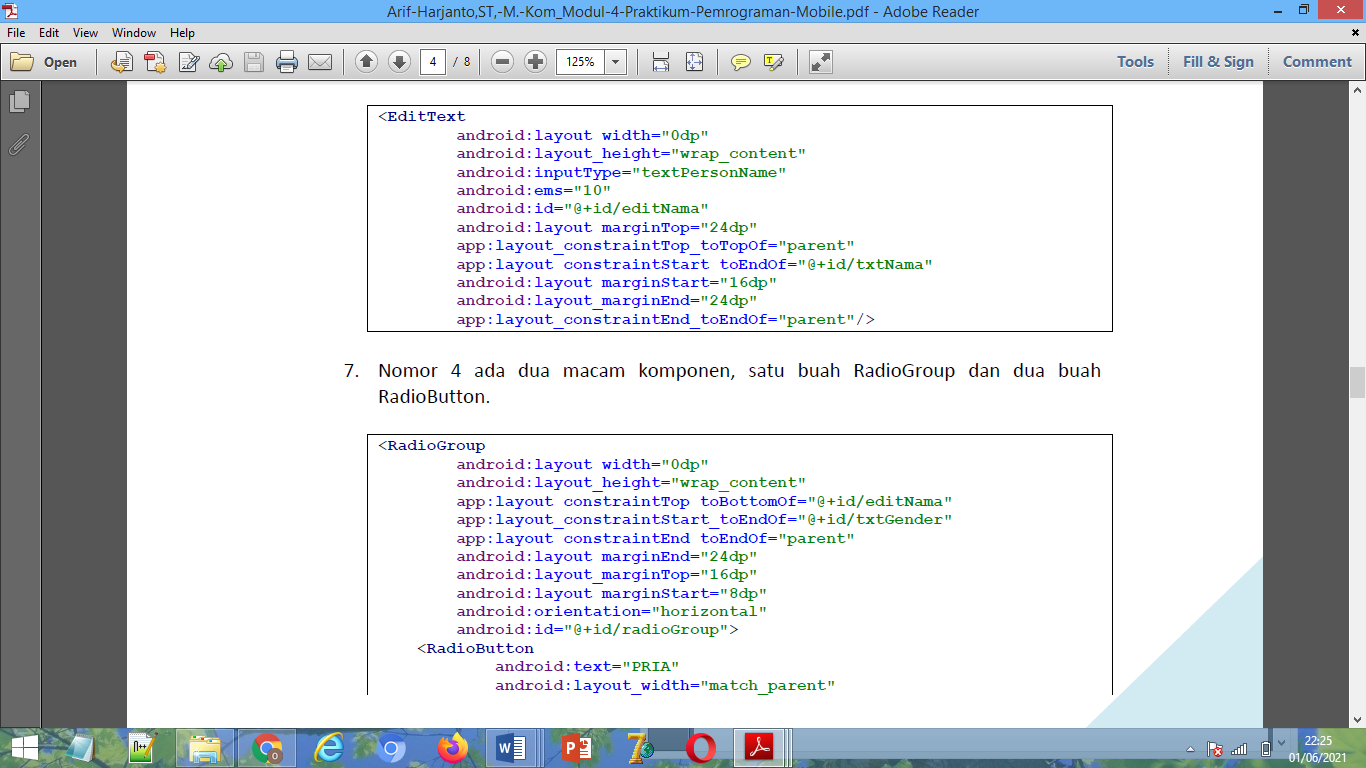 Arif-Harjanto,ST,-M.-Kom_Modul-4-Praktikum-Pemrograman-Mobile.pdf - Adobe Reader
File Edit View Window Help
Open 4 / 8 125% Tools Fill & Sign Comment
<EditText
android:layout width="0dp"
android:layout_height="wrap_content"
android:inputType="textPersonName"
android:ems="10"
android:id="@+id/editNama"
android:layout marginTop="24dp"
app:layout_constraintTop_toTopOf="parent"
app:layout constraintStart toEndOf="@+id/txtNama"
android:layout marginStart="16dp"
android:layout_marginEnd="24dp"
app:layout_constraintEnd_toEndOf="parent"/>
7. Nomor 4 ada dua macam komponen, satu buah RadioGroup dan dua buah
RadioButton.
<RadioGroup
android:layout width="0dp"
android:layout_height="wrap_content"
app:layout constraintTop toBottomOf="@+id/editNama"
app:layout_constraintStart_toEndOf="@+id/txtGender"
app:layout constraintEnd toEndOf="parent"
android:layout marginEnd="24dp"
android:layout_marginTop="16dp"
android:layout marginStart="8dp"
android:orientation="horizontal"
android:id="@+id/radioGroup">
<RadioButton
android:text="PRIA"
android:layout_width="match_parent"
22:25
01/06/2021